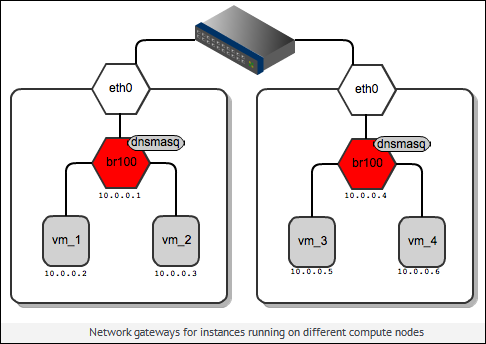 eth0
eth0
dnsmasq
br100
10.0.0.1
dnsmasq
br100
10.0.0.4
vm_1
vm_2
vm_3
vm_4
10.0.0.2
10.0.0.3
10.0.0.5
10.0.0.6
Network gateways for instances running on different compute nodes